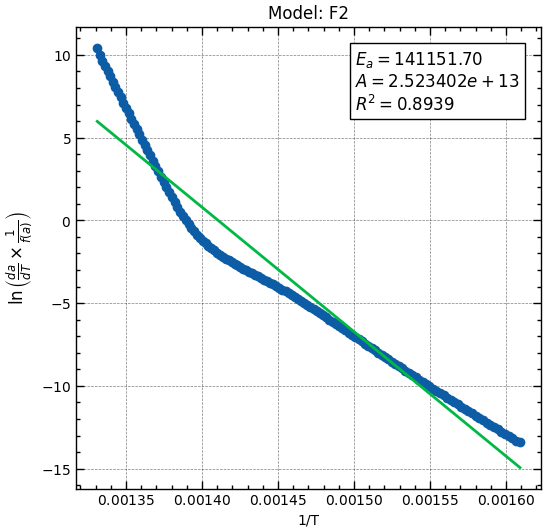 Model: F2
E_a = 141151.70
A = 2.523402e + 13
R^2 = 0.8939
10
5
0
−5
−10
−15
ln (da/dT × 1/f(a))
0.00135 0.00140 0.00145 0.00150 0.00155 0.00160
1/T